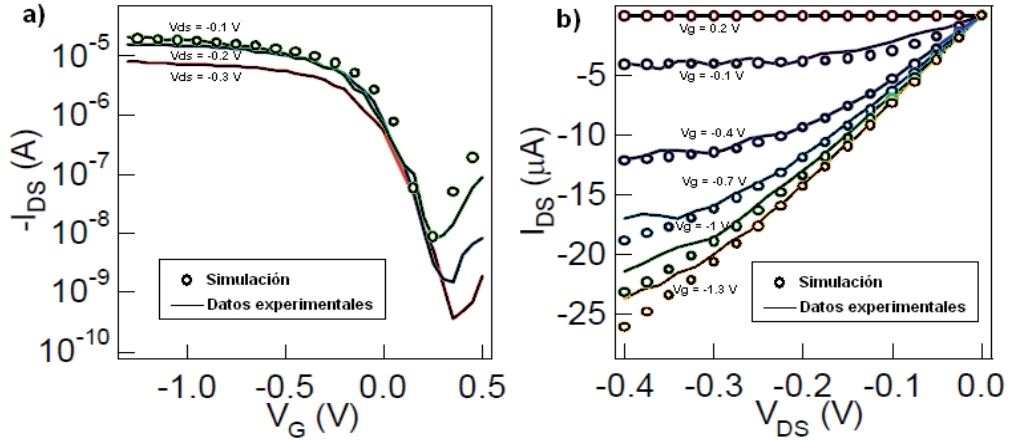 a)
Vds = -0.1 V
Vds = -0.2 V
Vds = -0.3 V
10⁻⁵
10⁻⁶
10⁻⁷
10⁻⁸
10⁻⁹
10⁻¹⁰
-I_DS (A)
Simulación
Datos experimentales
-1.0 -0.5 0.0 0.5
V_G (V)
b)
Vg = 0.2 V
Vg = -0.1 V
Vg = -0.4 V
Vg = -0.7 V
Vg = -1 V
Vg = -1.3 V
-5
-10
-15
-20
-25
I_DS (μA)
Simulación
Datos experimentales
-0.4 -0.3 -0.2 -0.1 0.0
V_DS (V)